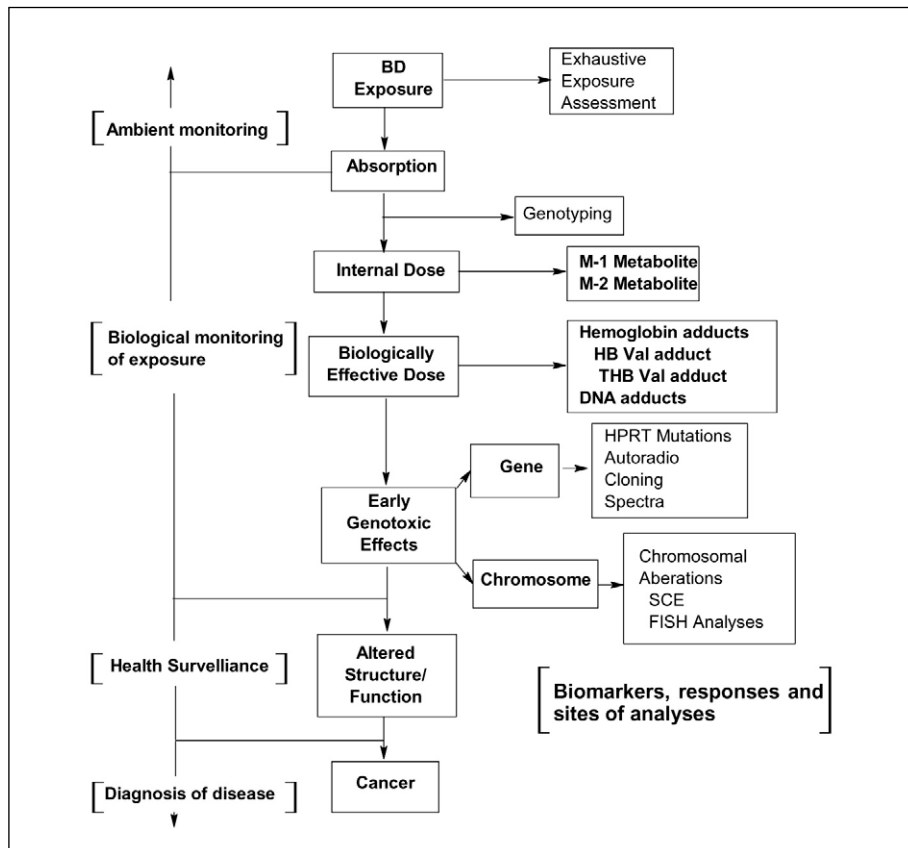 BD
Exposure
Exhaustive
Exposure
Assessment
Ambient monitoring
Absorption
Genotyping
Internal Dose
M-1 Metabolite
M-2 Metabolite
Biological monitoring
of exposure
Biologically
Effective Dose
Hemoglobin adducts
HB Val adduct
THB Val adduct
DNA adducts
Gene
HPRT Mutations
Autoradio
Cloning
Spectra
Early
Genotoxic
Effects
Chromosome
Chromosomal
Aberations
SCE
FISH Analyses
Health Survelliance
Altered
Structure/
Function
Biomarkers, responses and
sites of analyses
Diagnosis of disease
Cancer